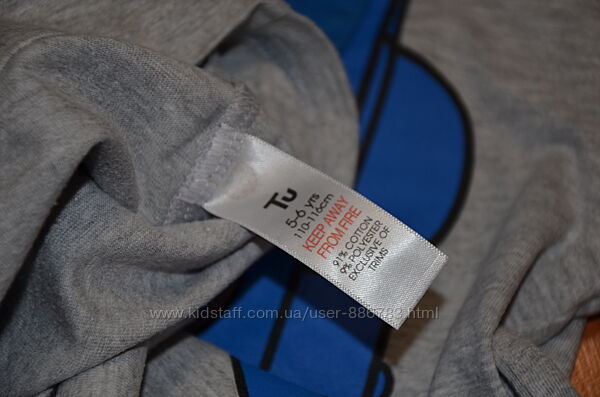 Tu
5-6 yrs
110-116cm
KEEP AWAY
FROM FIRE
91% COTTON
9% POLYESTER
EXCLUSIVE OF
TRIMS
www.kidstaff.com.ua/user-886783.html